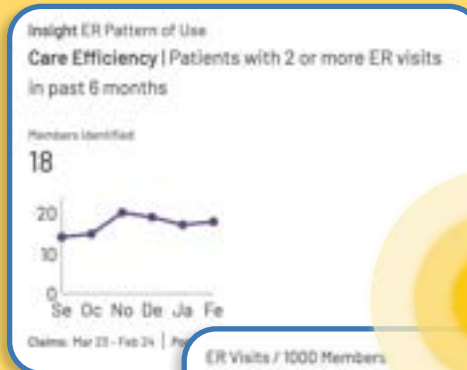 Insight ER Pattern of Use
Care Efficiency | Patients with 2 or more ER visits
in past 6 months
Members identified
18
20
10
0
Se Oc No De Ja Fe
Claims: Mar 23 - Feb 24 |
ER Visits / 1000 Members